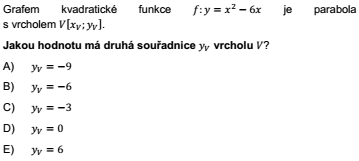 Grafem kvadratické funkce f: y = x² − 6x je parabola
s vrcholem V[x_V; y_V].
Jakou hodnotu má druhá souřadnice y_V vrcholu V?
A) y_V = −9
B) y_V = −6
C) y_V = −3
D) y_V = 0
E) y_V = 6